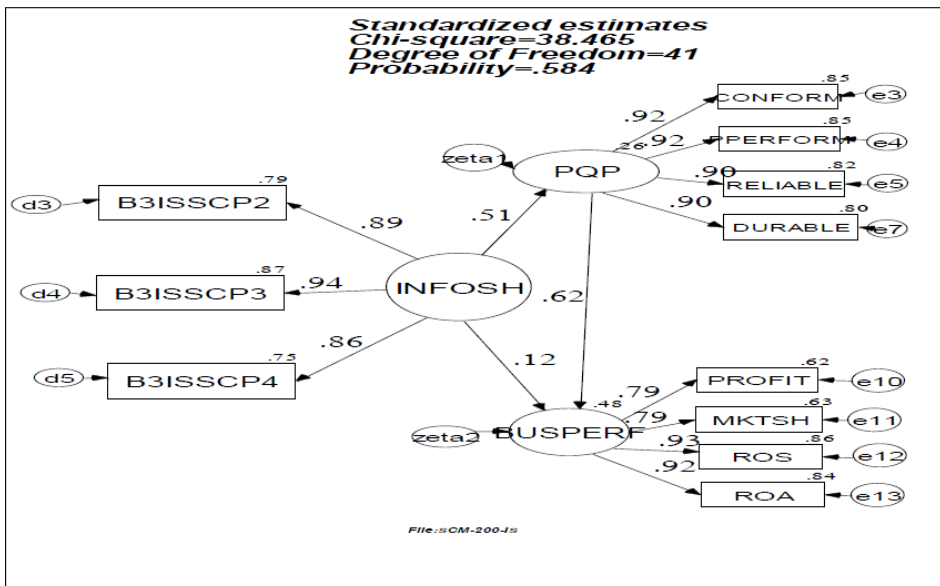 Standardized estimates
Chi-square=38.465
Degree of Freedom=41
Probability=.584
.85
CONFORM
e3
.92
.85
PPERFORM
e4
.92
.26
zeta1
PQP
.82
RELIABLE
e5
.90
.80
DURABLE
e7
.90
.79
B3ISSCP2
d3
.89
.51
.87
B3ISSCP3
d4
.94
INFOSH
.62
.75
B3ISSCP4
d5
.86
.12
.62
PROFIT
e10
.79
.48
.63
MKTSH
e11
.79
zeta2
BUSPERF
.86
ROS
e12
.93
.84
ROA
e13
.92
File:sCM-200-Is